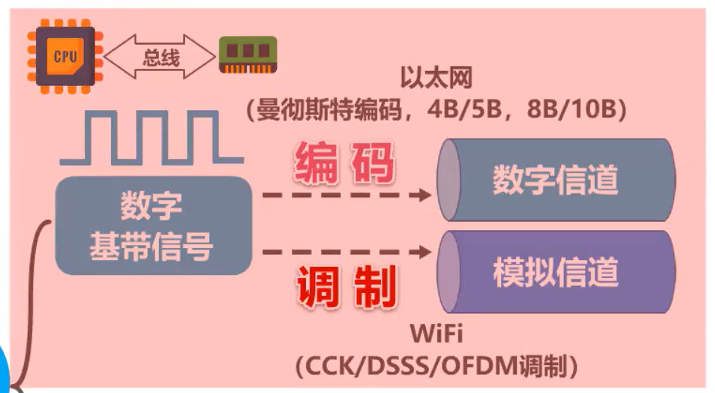 CPU
总线
以太网
（曼彻斯特编码，4B/5B，8B/10B）
编码
数字信道
数字
基带信号
调制
模拟信道
WiFi
（CCK/DSSS/OFDM调制）